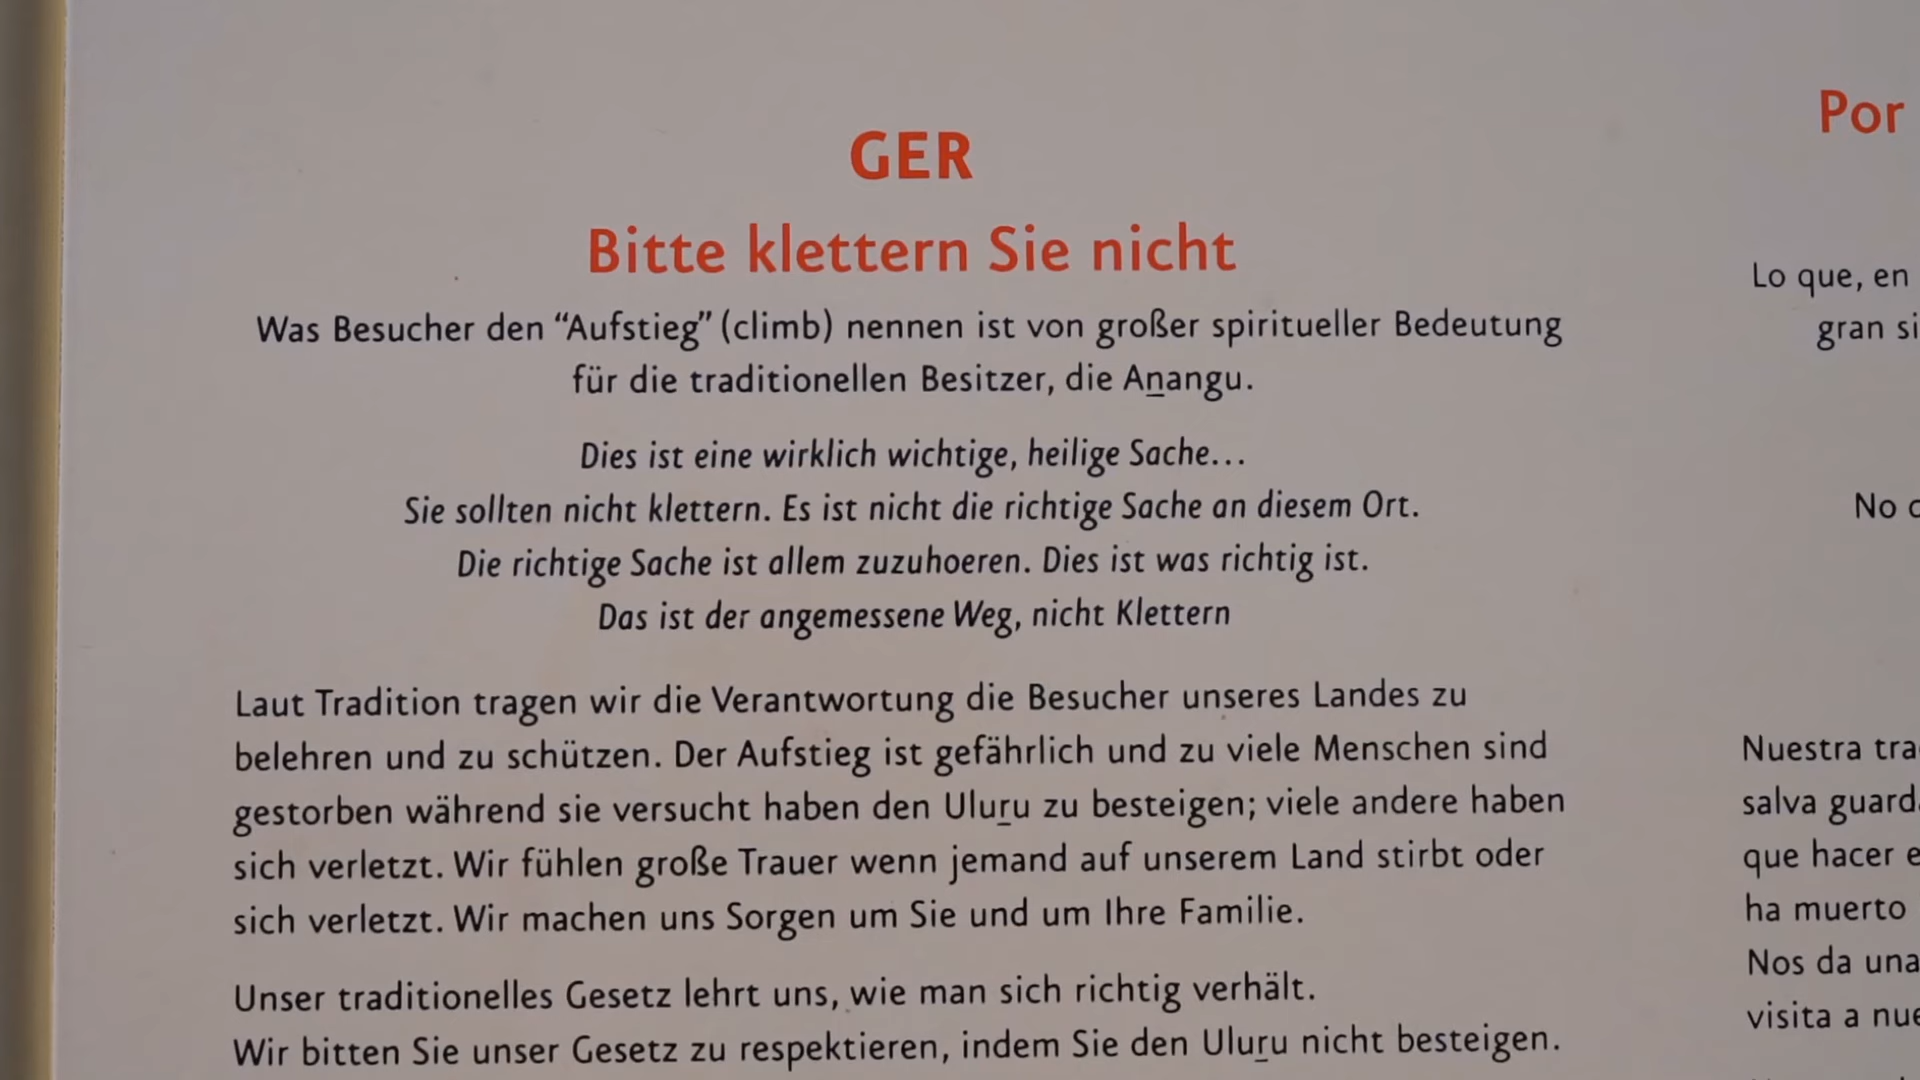 GER
Bitte klettern Sie nicht
Was Besucher den “Aufstieg” (climb) nennen ist von großer spiritueller Bedeutung
für die traditionellen Besitzer, die Aṉangu.
Dies ist eine wirklich wichtige, heilige Sache...
Sie sollten nicht klettern. Es ist nicht die richtige Sache an diesem Ort.
Die richtige Sache ist allem zuzuhoeren. Dies ist was richtig ist.
Das ist der angemessene Weg, nicht Klettern
Laut Tradition tragen wir die Verantwortung die Besucher unseres Landes zu
belehren und zu schützen. Der Aufstieg ist gefährlich und zu viele Menschen sind
gestorben während sie versucht haben den Uluṟu zu besteigen; viele andere haben
sich verletzt. Wir fühlen große Trauer wenn jemand auf unserem Land stirbt oder
sich verletzt. Wir machen uns Sorgen um Sie und um Ihre Familie.
Unser traditionelles Gesetz lehrt uns, wie man sich richtig verhält.
Wir bitten Sie unser Gesetz zu respektieren, indem Sie den Uluṟu nicht besteigen.
Por
Lo que, en
gran si
No
Nuestra tra
salva guard
que hacer e
ha muerto
Nos da una
visita a nue